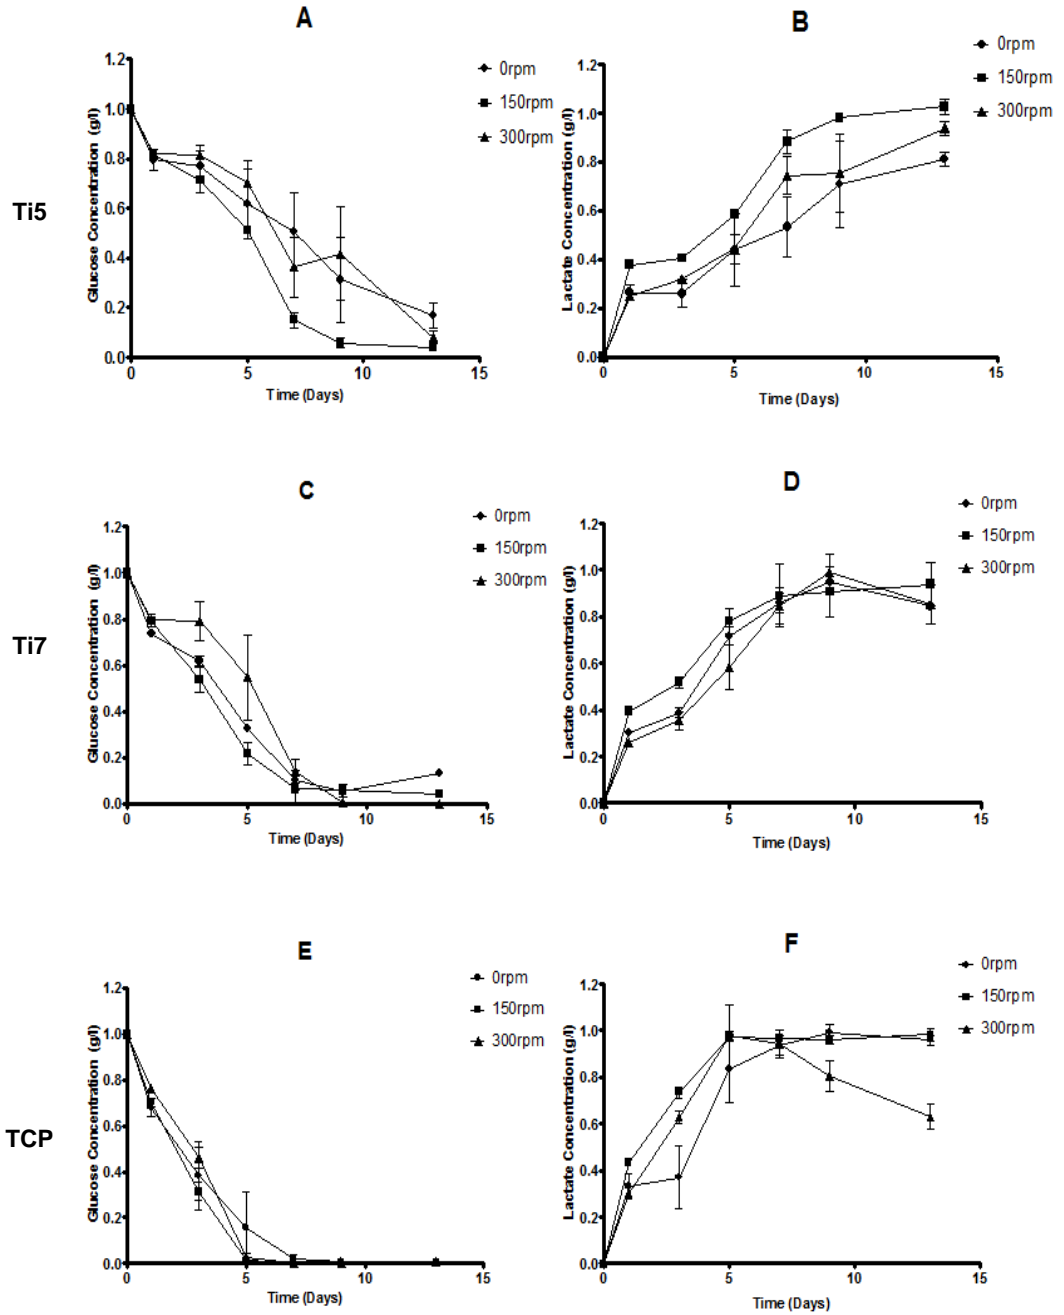 A
B
0rpm
150rpm
300rpm
0rpm
150rpm
300rpm
Ti5
Glucose Concentration (g/l)
1.2
1.0
0.8
0.6
0.4
0.2
0.0
0
5
10
15
Time (Days)
Lactate Concentration (g/l)
1.2
1.0
0.8
0.6
0.4
0.2
0.0
0
5
10
15
Time (Days)
C
D
0rpm
150rpm
300rpm
0rpm
150rpm
300rpm
Ti7
Glucose Concentration (g/l)
1.2
1.0
0.8
0.6
0.4
0.2
0.0
0
5
10
15
Time (Days)
Lactate Concentration (g/l)
1.2
1.0
0.8
0.6
0.4
0.2
0.0
0
5
10
15
Time (Days)
E
F
0rpm
150rpm
300rpm
0rpm
150rpm
300rpm
TCP
Glucose Concentration (g/l)
1.2
1.0
0.8
0.6
0.4
0.2
0.0
0
5
10
15
Time (Days)
Lactate Concentration (g/l)
1.2
1.0
0.8
0.6
0.4
0.2
0.0
0
5
10
15
Time (Days)